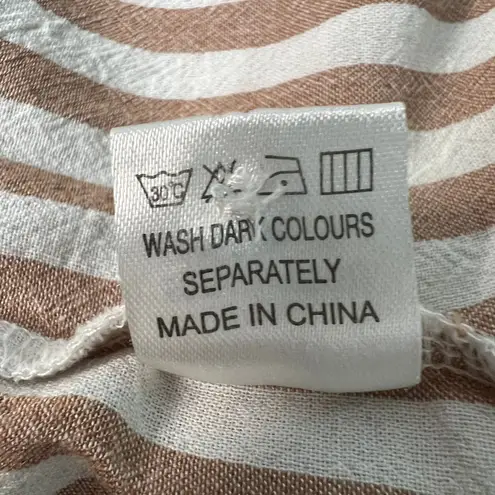 30°C
WASH DARK COLOURS
SEPARATELY
MADE IN CHINA